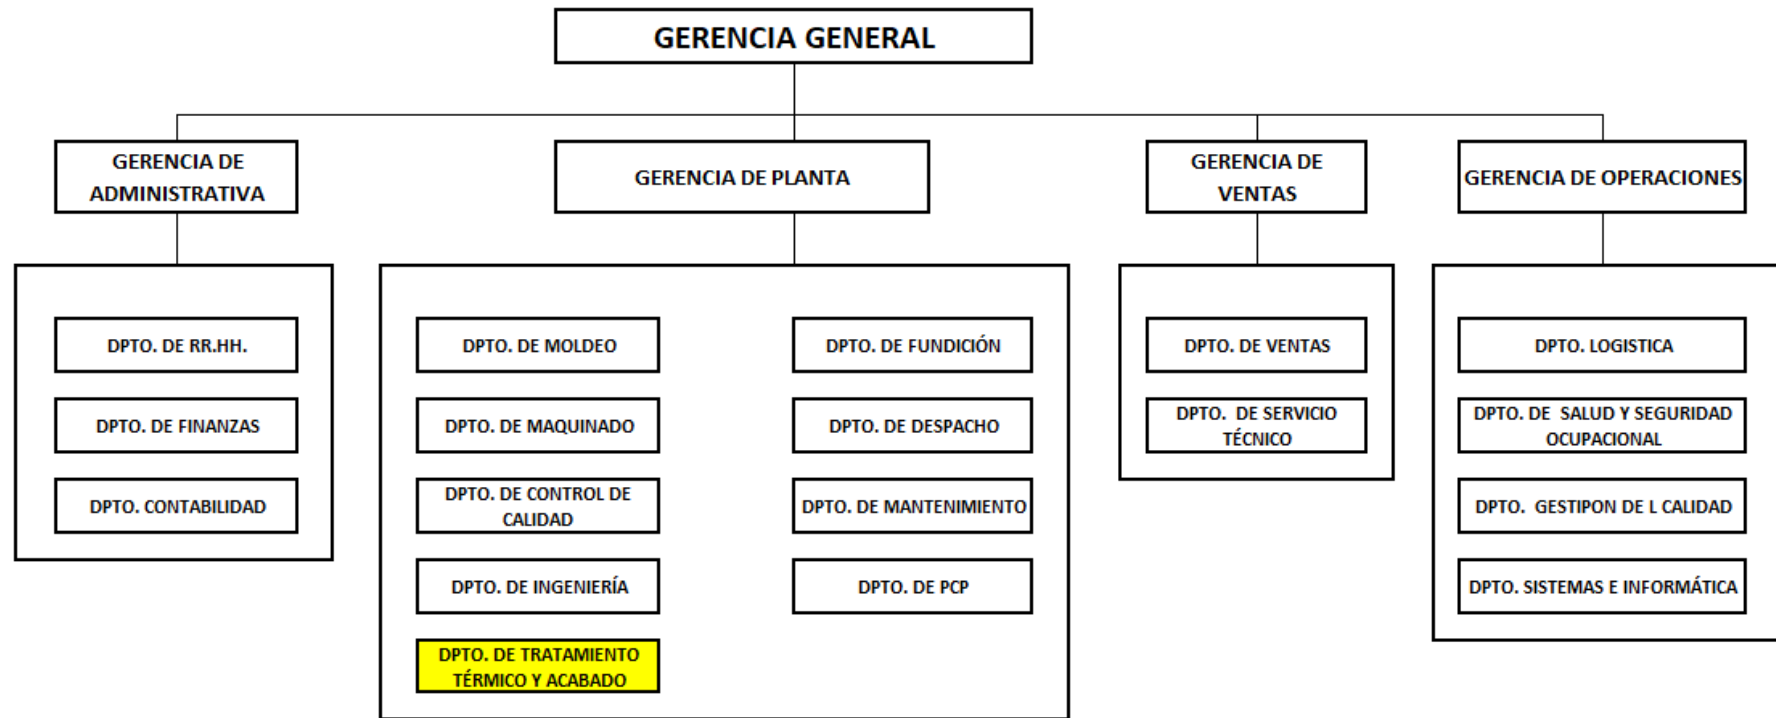 GERENCIA GENERAL
GERENCIA DE
ADMINISTRATIVA
GERENCIA DE PLANTA
GERENCIA DE
VENTAS
GERENCIA DE OPERACIONES
DPTO. DE RR.HH.
DPTO. DE FINANZAS
DPTO. CONTABILIDAD
DPTO. DE MOLDEO
DPTO. DE MAQUINADO
DPTO. DE CONTROL DE
CALIDAD
DPTO. DE INGENIERÍA
DPTO. DE TRATAMIENTO
TÉRMICO Y ACABADO
DPTO. DE FUNDICIÓN
DPTO. DE DESPACHO
DPTO. DE MANTENIMIENTO
DPTO. DE PCP
DPTO. DE VENTAS
DPTO. DE SERVICIO
TÉCNICO
DPTO. LOGISTICA
DPTO. DE SALUD Y SEGURIDAD
OCUPACIONAL
DPTO. GESTIPON DE L CALIDAD
DPTO. SISTEMAS E INFORMÁTICA